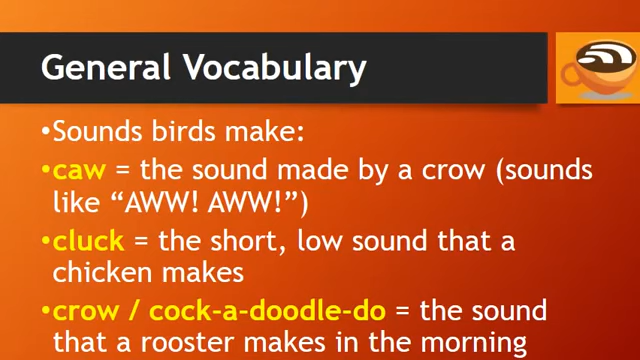 General Vocabulary
•Sounds birds make:
•caw = the sound made by a crow (sounds
like “AWW! AWW!”)
•cluck = the short, low sound that a
chicken makes
•crow / cock-a-doodle-do = the sound
that a rooster makes in the morning